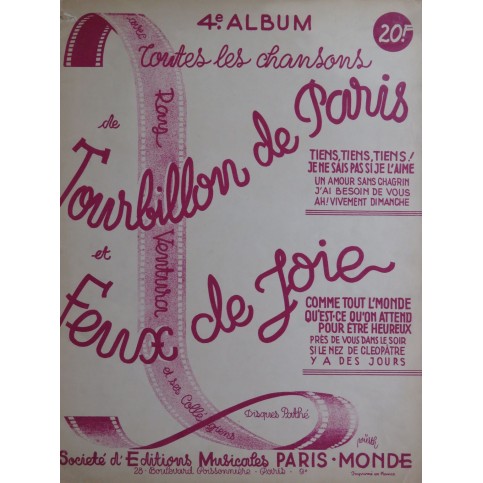 4e. ALBUM
20.F
Toutes les chansons
de Tourbillon de Paris
TIENS, TIENS, TIENS!
JE NE SAIS PAS SI JE L'AIME
UN AMOUR SANS CHAGRIN
J'AI BESOIN DE VOUS
AH! VIVEMENT DIMANCHE
et Feux de Joie
COMME TOUT L'MONDE
QU'EST-CE QU'ON ATTEND
POUR ETRE HEUREUX
PRÈS DE VOUS DANS LE SOIR
SI LE NEZ DE CLEOPÂTRE
Y A DES JOURS
avec Ray Ventura et ses Collégiens
Disques Pathé
Societé d'Editions Musicales PARIS-MONDE
28 Boulevard Poissonnière - Paris - 9e